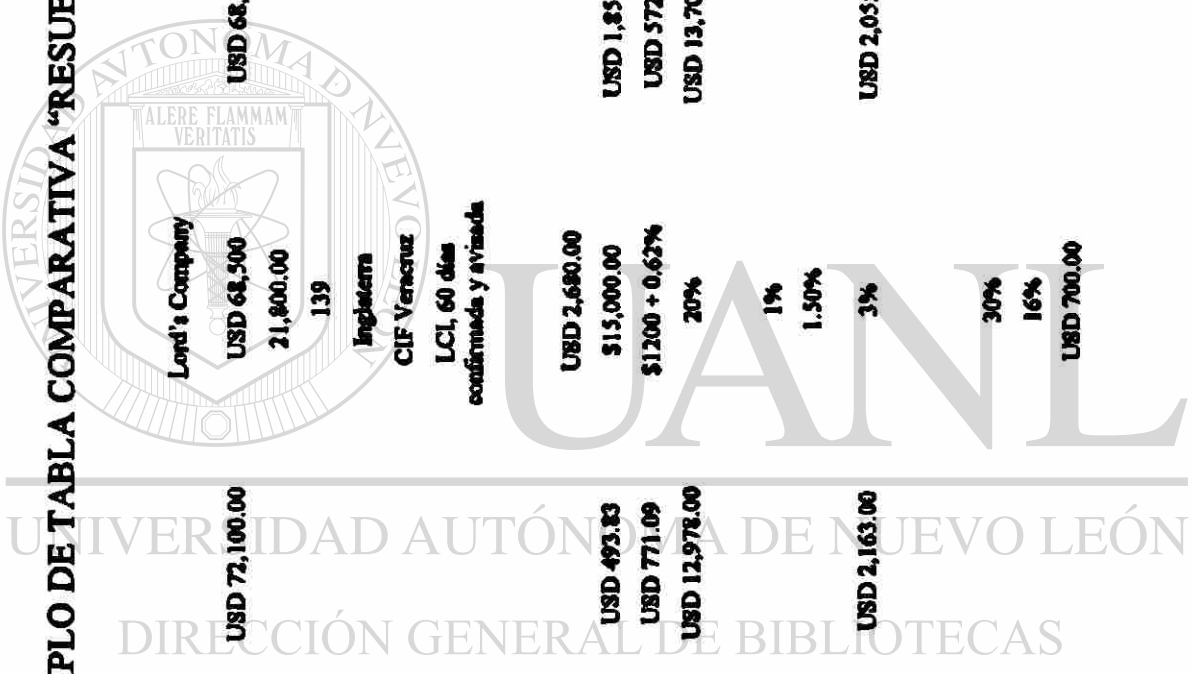 PLO DE TABLA COMPARATIVA “RESUE
Lord's Company
USD 72,100.00 USD 68,500 USD 68,
21,800.00
139
Inglaterra
CIF Veracruz
LCI, 60 días
confirmada y avisada
USD 2,680.00
USD 493.83 $15,000.00 USD 1,85
USD 771.09 $1200 + 0.62% USD 572
USD 12,978.00 20% USD 13,70
1%
1.50%
USD 2,163.00 3% USD 2,05
30%
16%
USD 700.00
ALERE FLAMMAM
VERITATIS
UANL
UNIVERSIDAD AUTÓNOMA DE NUEVO LEÓN
DIRECCIÓN GENERAL DE BIBLIOTECAS